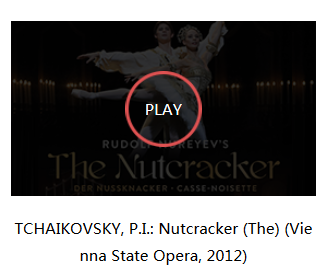 PLAY
RUDOLF NUREYEV'S
The Nutcracker
DER NUSSKNACKER · CASSE-NOISETTE
TCHAIKOVSKY, P.I.: Nutcracker (The) (Vie
nna State Opera, 2012)